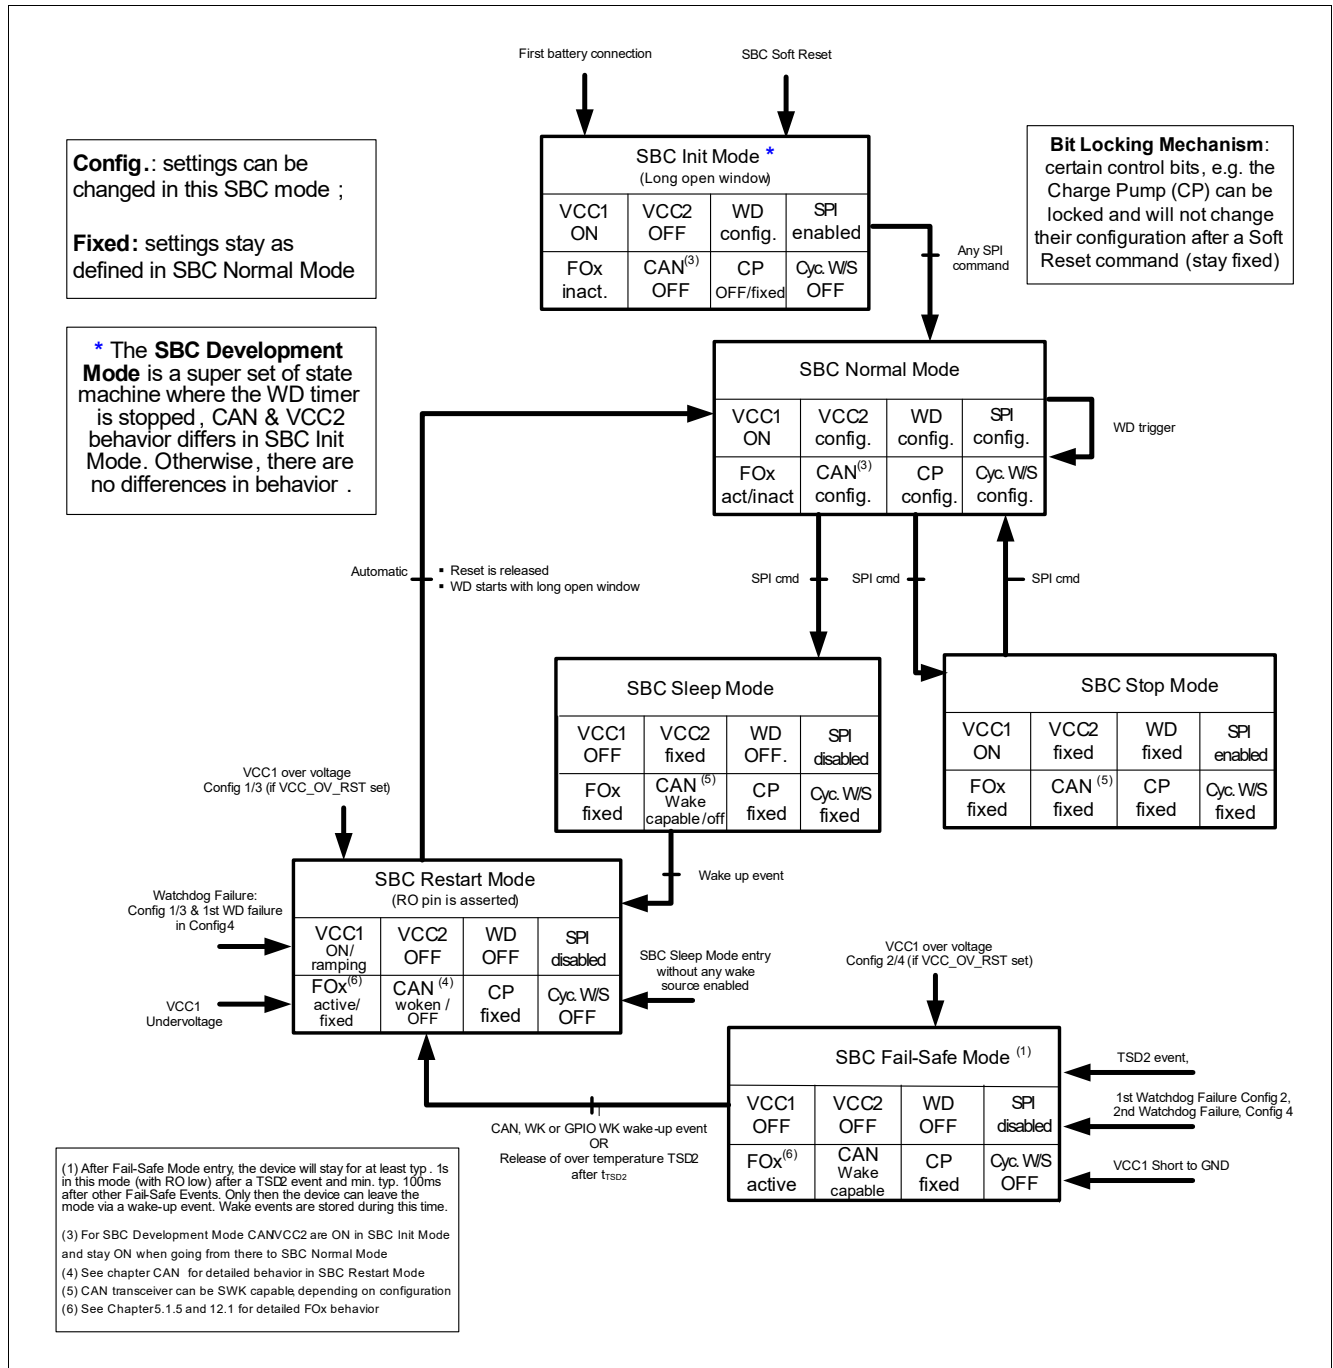 First battery connection
SBC Soft Reset
Config.: settings can be
changed in this SBC mode ;
Fixed: settings stay as
defined in SBC Normal Mode
SBC Init Mode *
(Long open window)
VCC1 VCC2 WD SPI
ON OFF config. enabled
FOx CAN(3) CP Cyc. W/S
inact. OFF OFF/fixed OFF
Bit Locking Mechanism:
certain control bits, e.g. the
Charge Pump (CP) can be
locked and will not change
their configuration after a Soft
Reset command (stay fixed)
Any SPI
command
* The SBC Development
Mode is a super set of state
machine where the WD timer
is stopped , CAN & VCC2
behavior differs in SBC Init
Mode. Otherwise, there are
no differences in behavior .
SBC Normal Mode
VCC1 VCC2 WD SPI
ON config. config. config.
FOx CAN(3) CP Cyc. W/S
act/inact config. config. config.
WD trigger
Automatic
▪ Reset is released
▪ WD starts with long open window
SPI cmd
SPI cmd
SPI cmd
SBC Sleep Mode
VCC1 VCC2 WD SPI
OFF fixed OFF. disabled
FOx CAN (5) CP Cyc. W/S
fixed Wake fixed fixed
capable/off
SBC Stop Mode
VCC1 VCC2 WD SPI
ON fixed fixed enabled
FOx CAN (5) CP Cyc. W/S
fixed fixed fixed fixed
VCC1 over voltage
Config 1/3 (if VCC_OV_RST set)
Wake up event
Watchdog Failure:
Config 1/3 & 1st WD failure
in Config4
VCC1
Undervoltage
SBC Restart Mode
(RO pin is asserted)
VCC1 VCC2 WD SPI
ON/ OFF OFF disabled
ramping
FOx(6) CAN (4) CP Cyc. W/S
active/ woken / fixed OFF
fixed OFF
SBC Sleep Mode entry
without any wake
source enabled
VCC1 over voltage
Config 2/4 (if VCC_OV_RST set)
SBC Fail-Safe Mode (1)
VCC1 VCC2 WD SPI
OFF OFF OFF disabled
FOx(6) CAN CP Cyc. W/S
active Wake fixed OFF
capable
TSD2 event,
1st Watchdog Failure Config 2,
2nd Watchdog Failure, Config 4
VCC1 Short to GND
CAN, WK or GPIO WK wake-up event
OR
Release of over temperature TSD2
after tTSD2
(1) After Fail-Safe Mode entry, the device will stay for at least typ . 1s
in this mode (with RO low) after a TSD2 event and min. typ. 100ms
after other Fail-Safe Events. Only then the device can leave the
mode via a wake-up event. Wake events are stored during this time.
(3) For SBC Development Mode CAN/VCC2 are ON in SBC Init Mode
and stay ON when going from there to SBC Normal Mode
(4) See chapter CAN for detailed behavior in SBC Restart Mode
(5) CAN transceiver can be SWK capable, depending on configuration
(6) See Chapter 5.1.5 and 12.1 for detailed FOx behavior